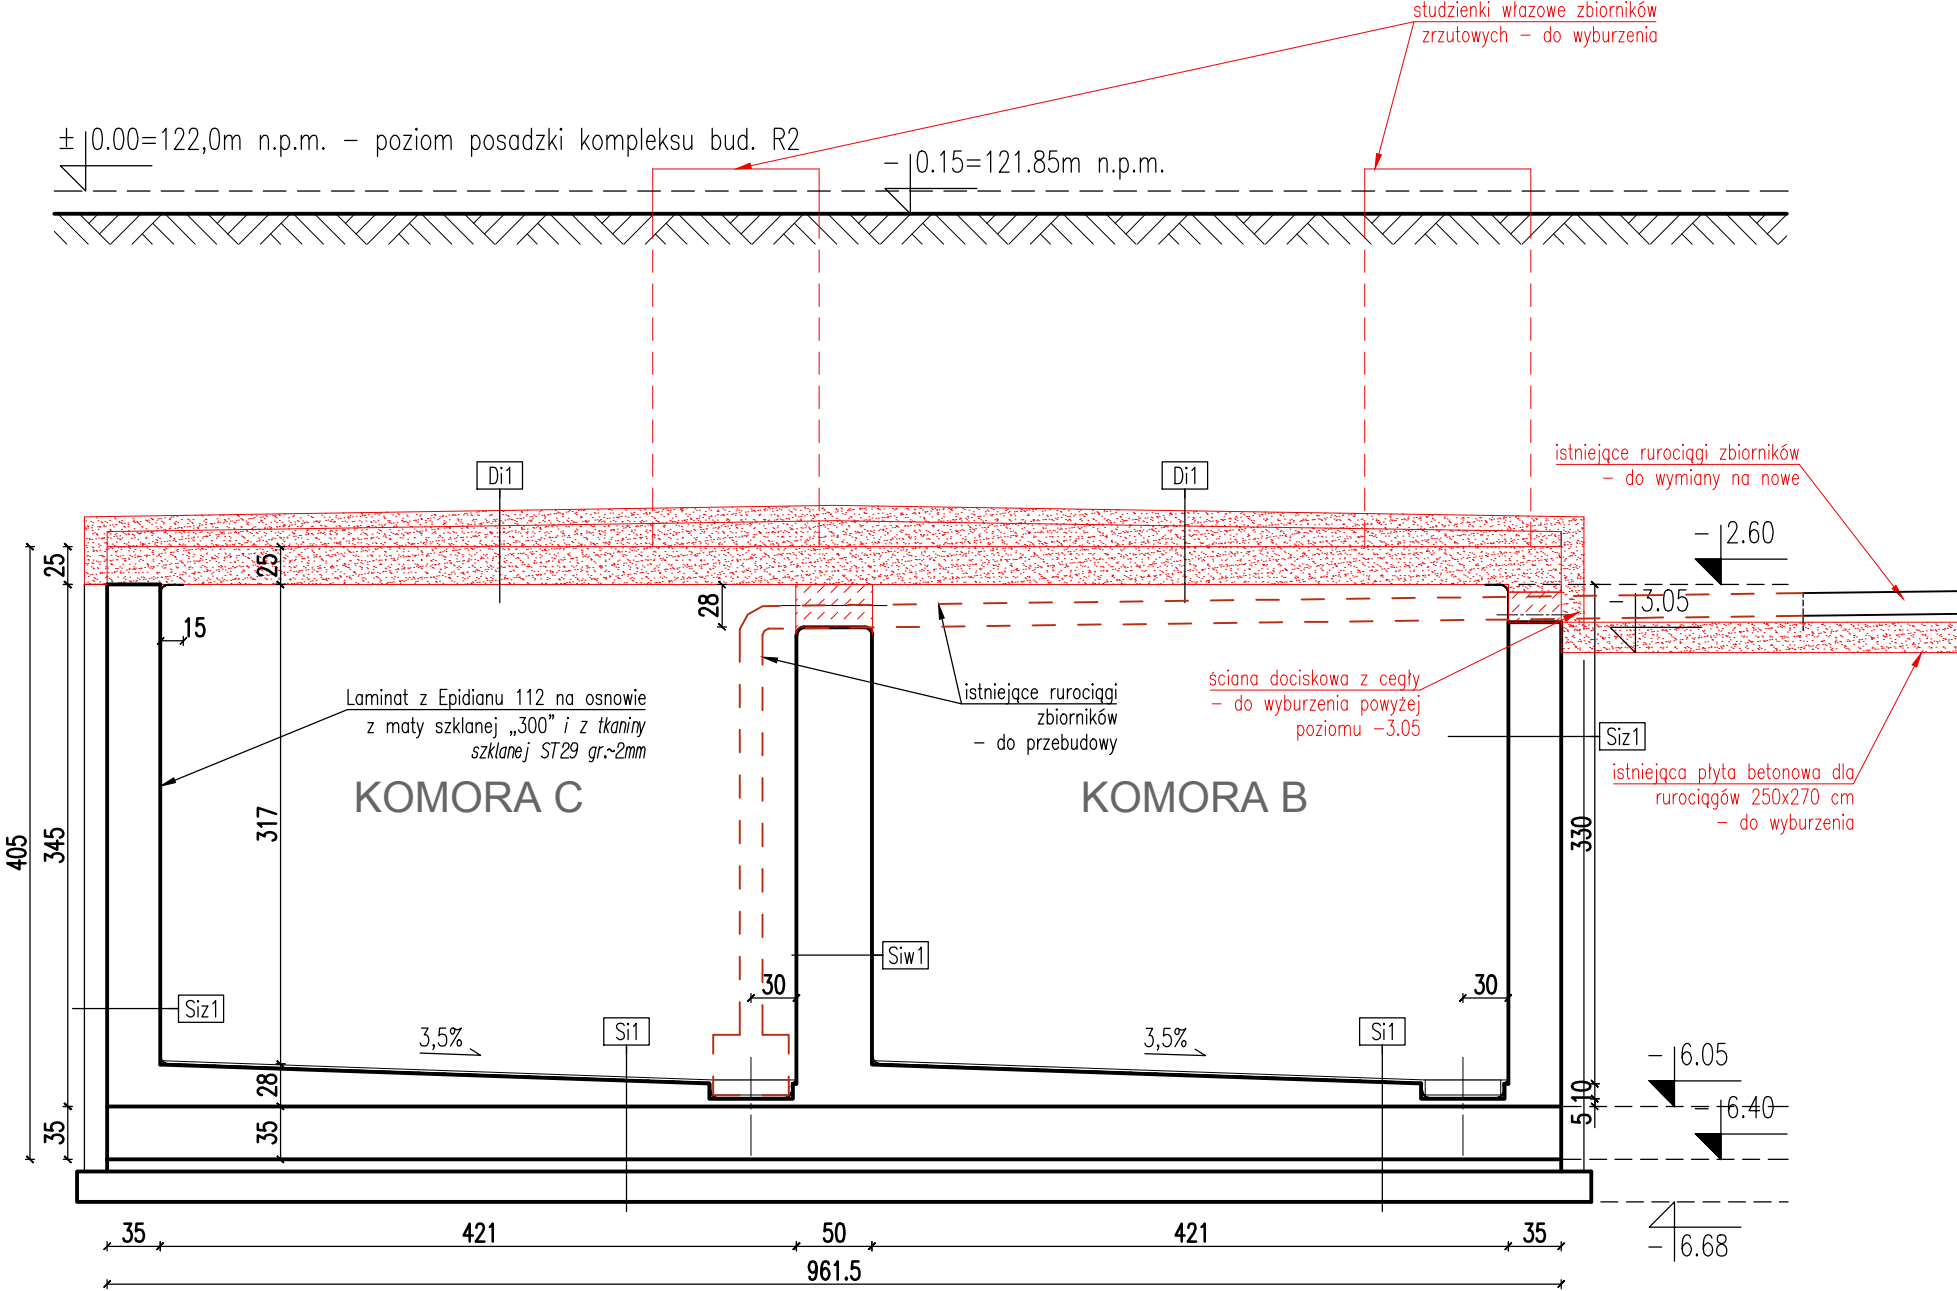 studzienki włazowe zbiorników
zrzutowych – do wyburzenia
± 0.00=122,0m n.p.m. – poziom posadzki kompleksu bud. R2
– 0.15=121.85m n.p.m.
istniejące rurociągi zbiorników
– do wymiany na nowe
Di1
Di1
– 2.60
25
25
28
– 3.05
15
Laminat z Epidianu 112 na osnowie
z maty szklanej „300” i z tkaniny
szklanej ST29 gr.~2mm
istniejące rurociągi
zbiorników
– do przebudowy
ściana dociskowa z cegły
– do wyburzenia powyżej
poziomu –3.05
Siz1
istniejąca płyta betonowa dla
rurociągów 250x270 cm
– do wyburzenia
KOMORA C
KOMORA B
405
345
317
330
Siw1
30
30
Siz1
3,5%
Si1
3,5%
Si1
– 6.05
28
10
5
– 6.40
35
35
35
421
50
421
35
– 6.68
961.5